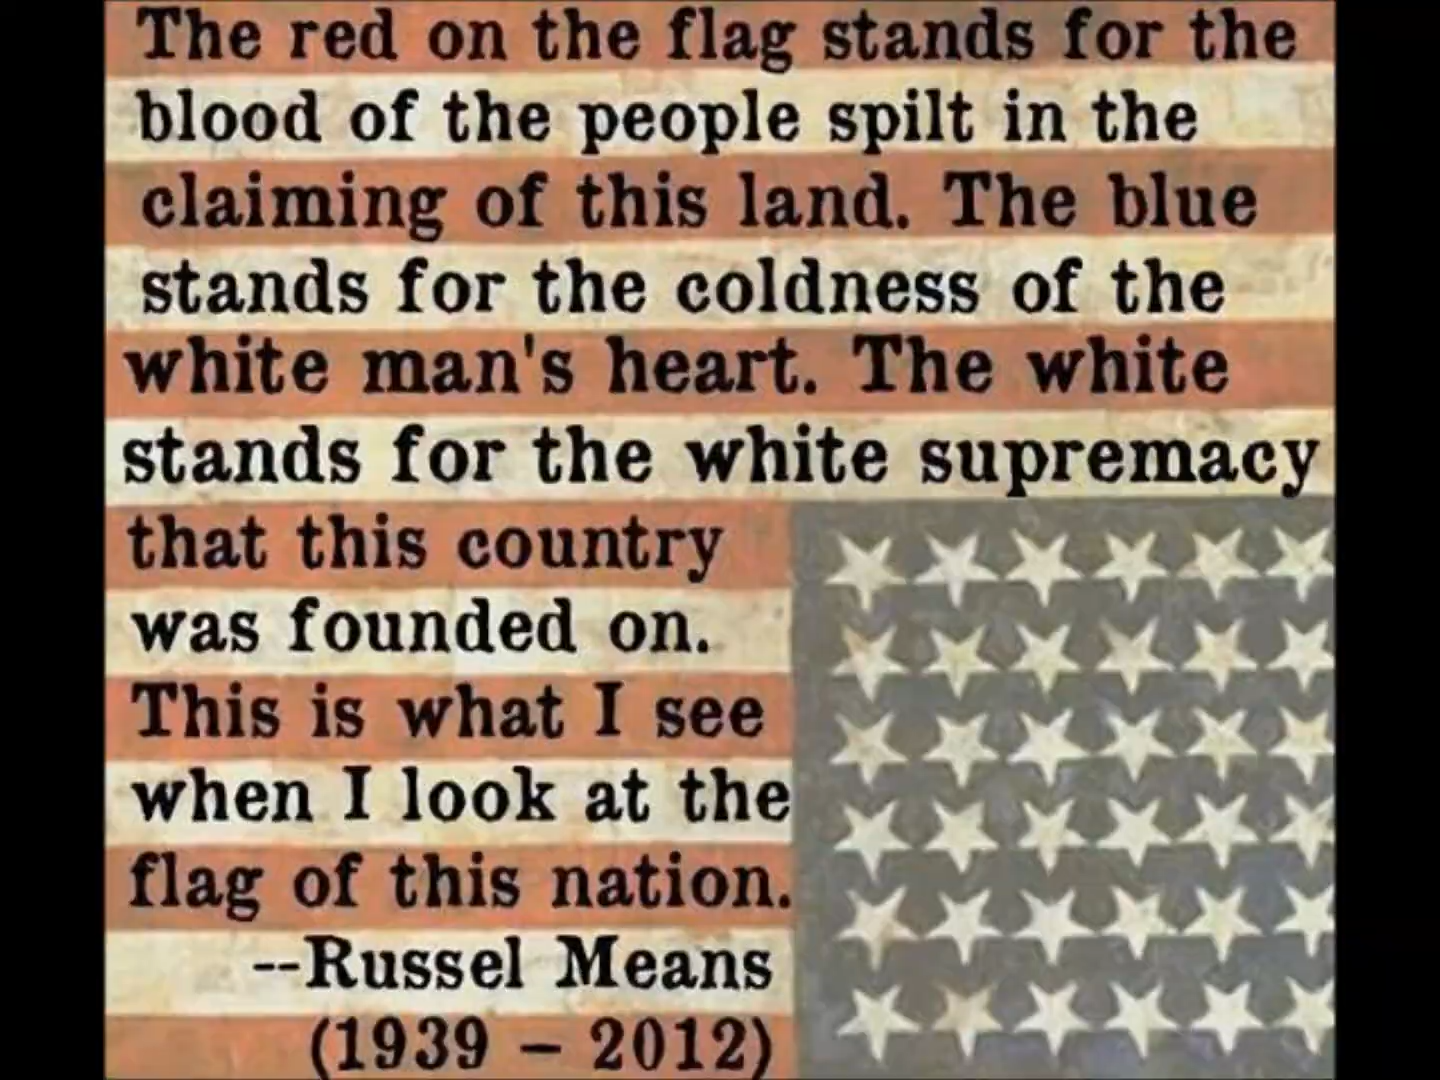 The red on the flag stands for the
blood of the people spilt in the
claiming of this land. The blue
stands for the coldness of the
white man's heart. The white
stands for the white supremacy
that this country
was founded on.
This is what I see
when I look at the
flag of this nation.
--Russel Means
(1939 – 2012)